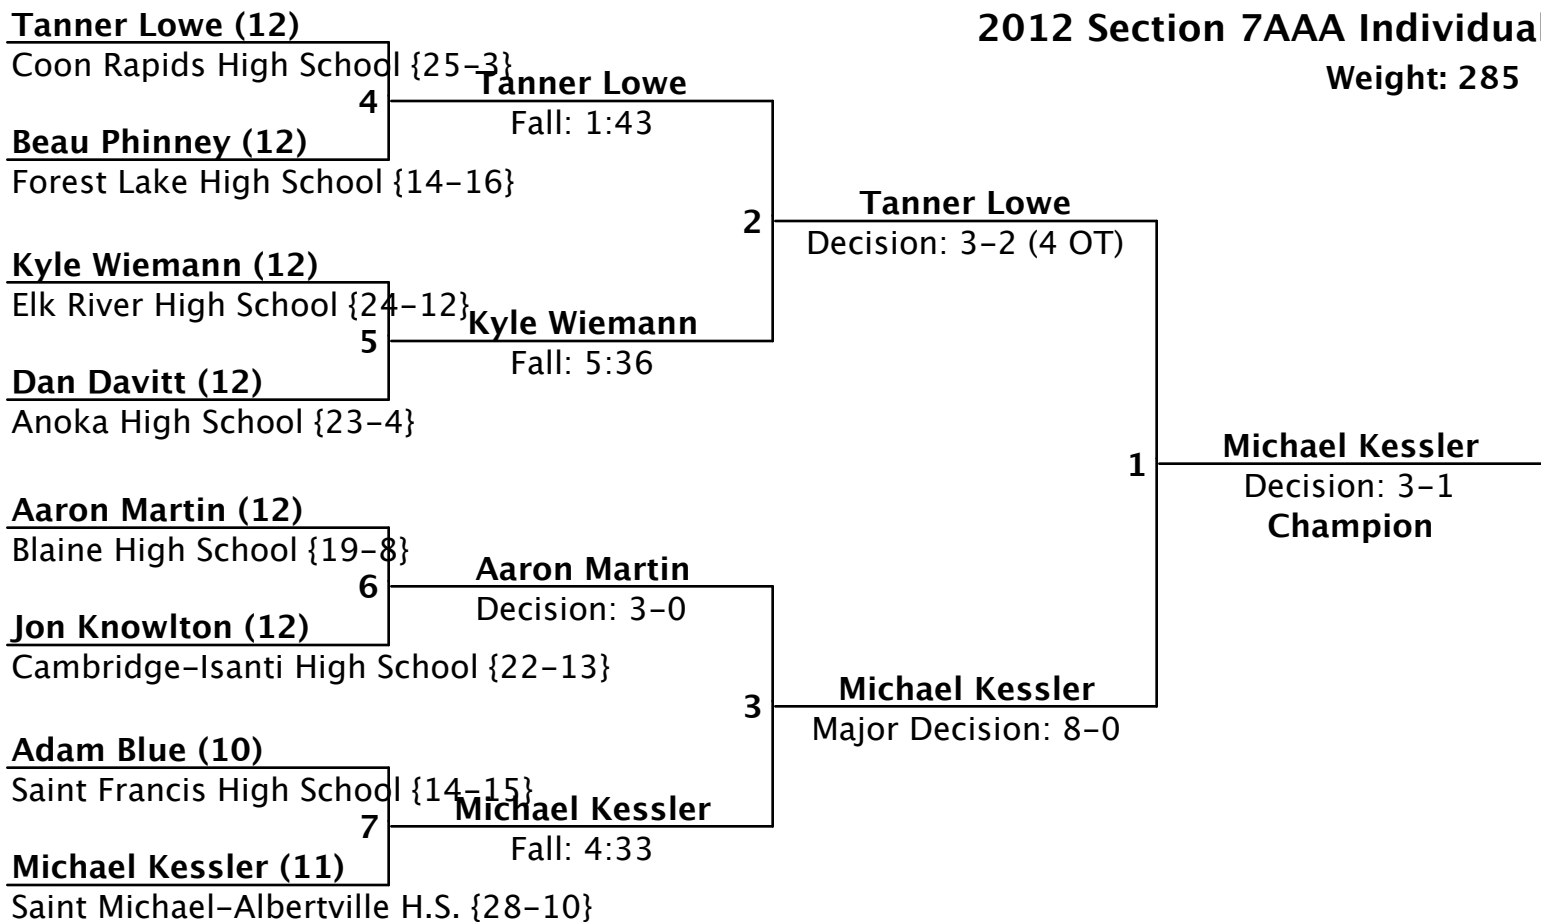 2012 Section 7AAA Individual
Weight: 285
Tanner Lowe (12)
Coon Rapids High School {25-3}
4
Beau Phinney (12)
Forest Lake High School {14-16}
Tanner Lowe
Fall: 1:43
Kyle Wiemann (12)
Elk River High School {24-12}
5
Dan Davitt (12)
Anoka High School {23-4}
Kyle Wiemann
Fall: 5:36
2
Tanner Lowe
Decision: 3-2 (4 OT)
Aaron Martin (12)
Blaine High School {19-8}
6
Jon Knowlton (12)
Cambridge-Isanti High School {22-13}
Aaron Martin
Decision: 3-0
Adam Blue (10)
Saint Francis High School {14-15}
7
Michael Kessler (11)
Saint Michael-Albertville H.S. {28-10}
Michael Kessler
Fall: 4:33
3
Michael Kessler
Major Decision: 8-0
1
Michael Kessler
Decision: 3-1
Champion